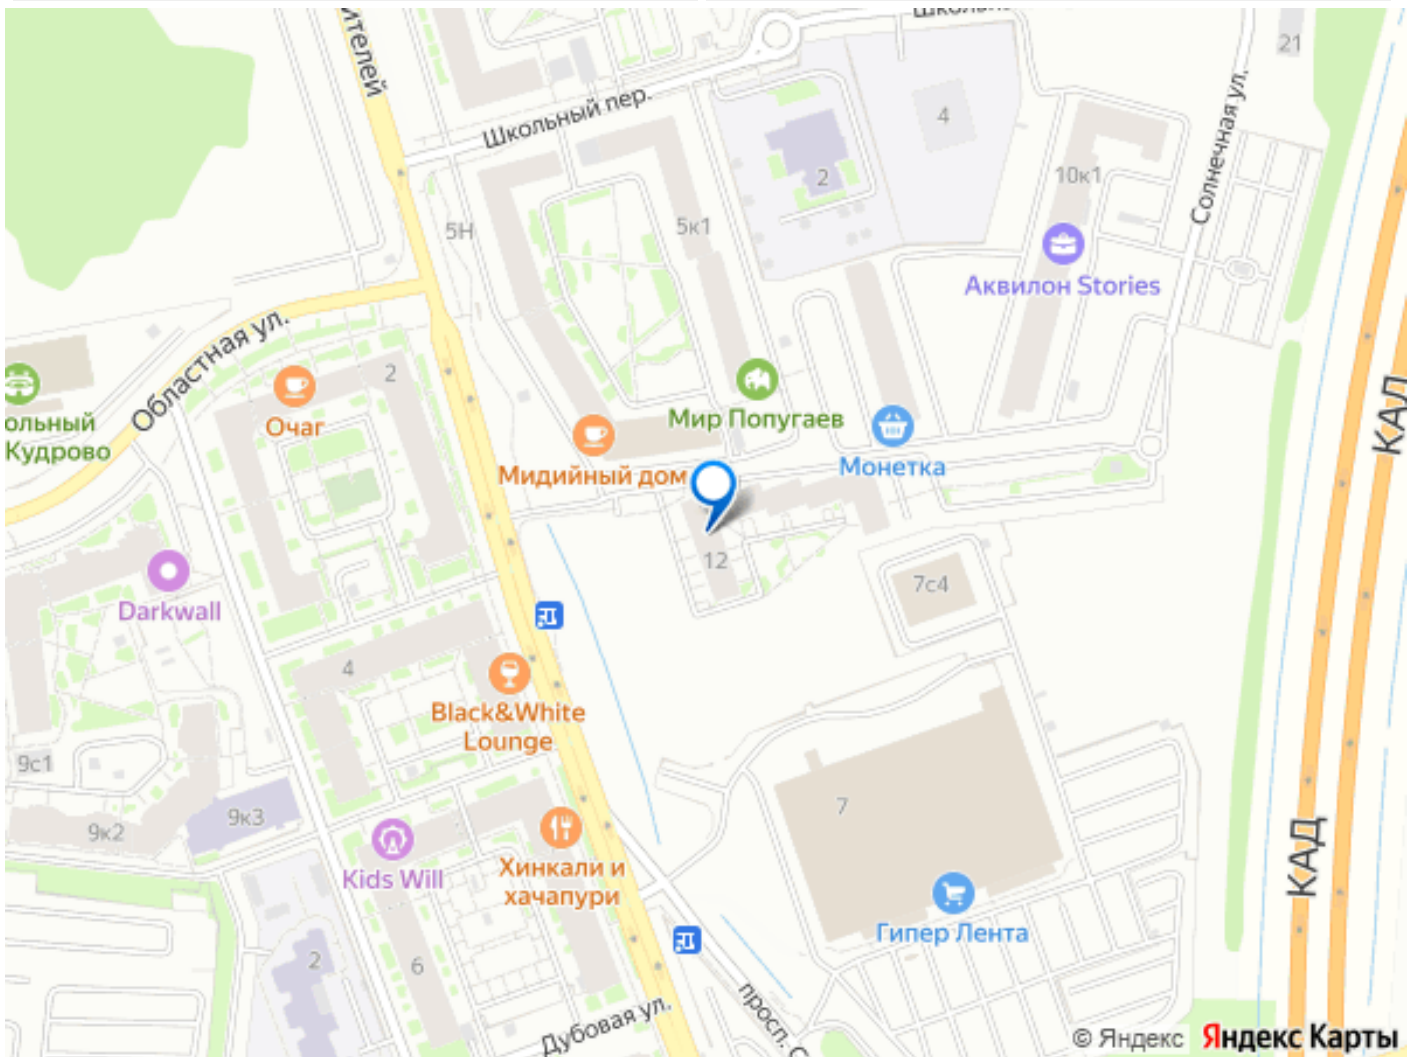 ителей
Школьный пер.
21
4
Солнечная ул.
2
10к1
5Н
5к1
Аквилон Stories
Областная ул.
2
Очаг
ольный
Кудрово
Мир Попугаев
КАД
Мидийный дом
Монетка
12
7с4
Darkwall
4
Black&White
Lounge
9с1
9к2
9к3
7
КАД
Kids Will
Хинкали и
хачапури
Гипер Лента
2
6
Дубовая ул.
просп. С
© Яндекс Яндекс Карты